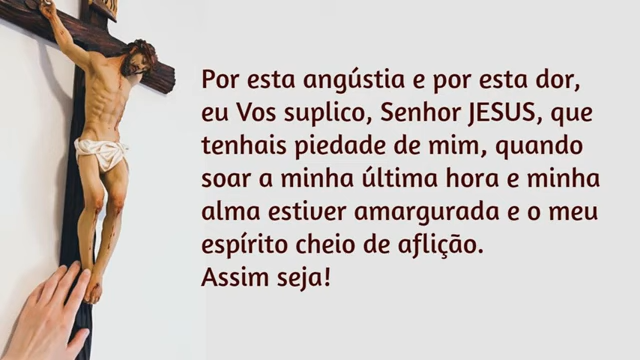 Por esta angústia e por esta dor,
eu Vos suplico, Senhor JESUS, que
tenhais piedade de mim, quando
soar a minha última hora e minha
alma estiver amargurada e o meu
espírito cheio de aflição.
Assim seja!